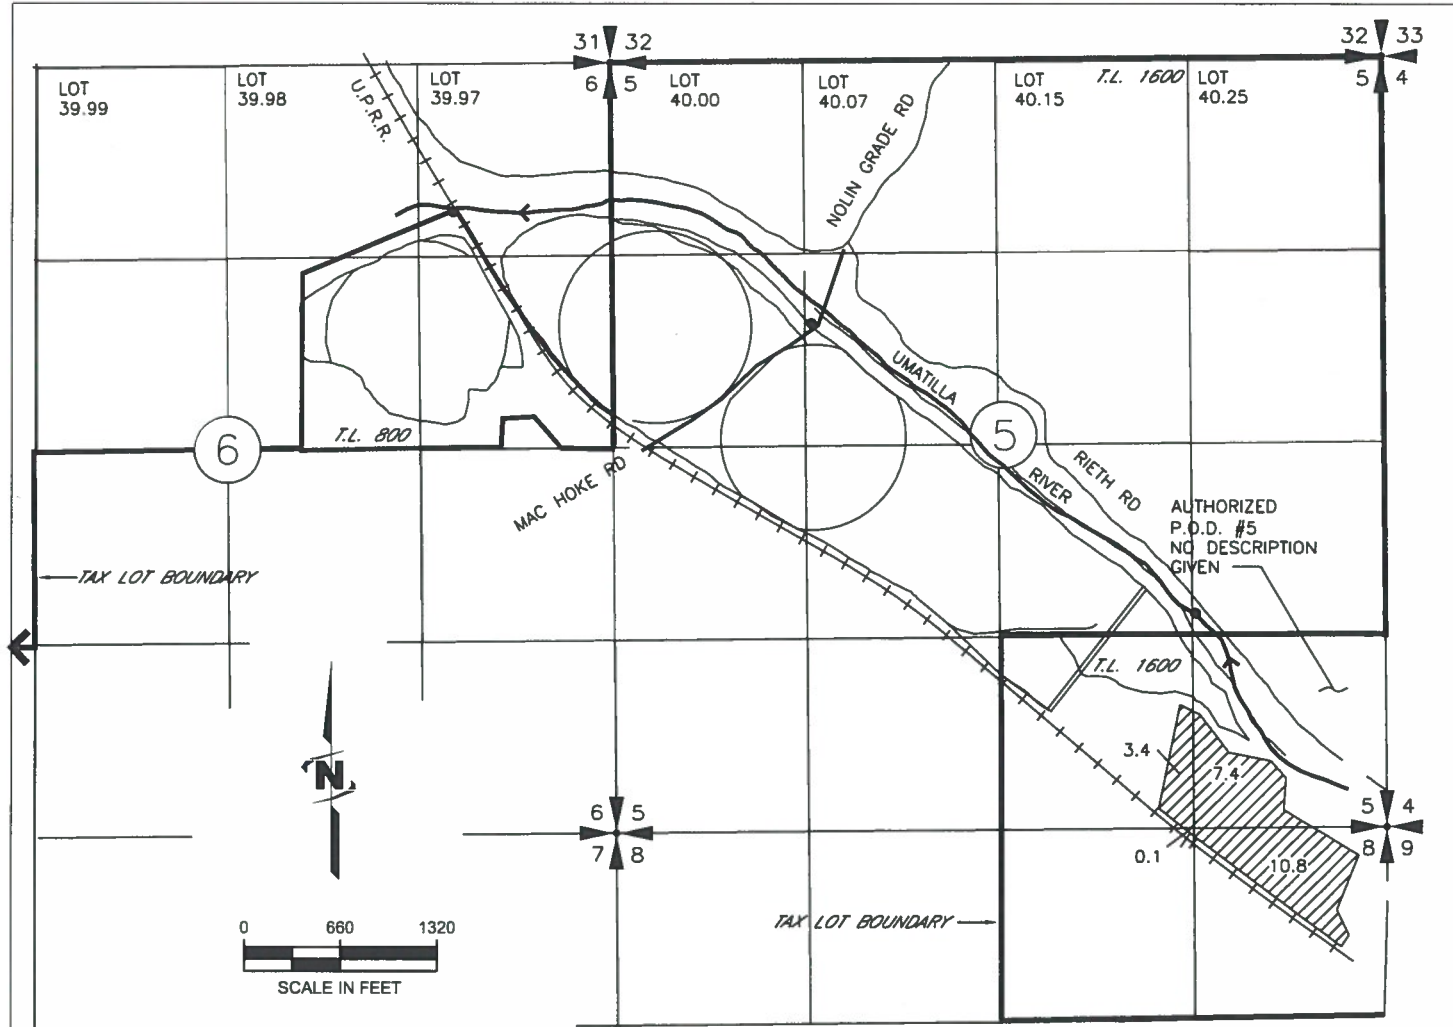 31 32
32 33
6 5
5 4
LOT
39.99
LOT
39.98
LOT
39.97
LOT
40.00
LOT
40.07
LOT
40.15
T.L. 1600
LOT
40.25
U.P.R.R.
NOLIN GRADE RD
UMATILLA
RIVER
RIETH RD
6
T.L. 800
5
MAC HOKE RD
AUTHORIZED
P.O.D. #5
NO DESCRIPTION
GIVEN
TAX LOT BOUNDARY
T.L. 1600
N
3.4
7.4
6 5
7 8
5 4
8 9
0.1
10.8
TAX LOT BOUNDARY
0 660 1320
SCALE IN FEET